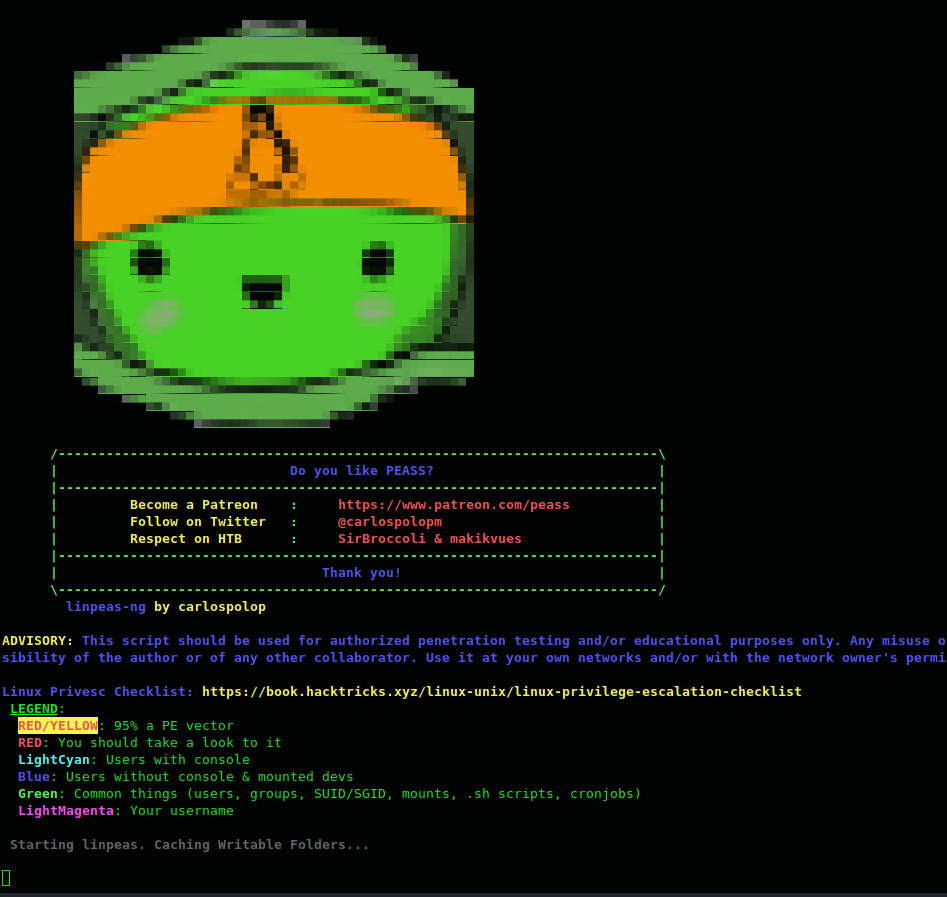 Do you like PEASS?
Become a Patreon : https://www.patreon.com/peass
Follow on Twitter : @carlospolopm
Respect on HTB : SirBroccoli & makikvues
Thank you!
linpeas-ng by carlospolop
ADVISORY: This script should be used for authorized penetration testing and/or educational purposes only. Any misuse o
sibility of the author or of any other collaborator. Use it at your own networks and/or with the network owner's permi
Linux Privesc Checklist: https://book.hacktricks.xyz/linux-unix/linux-privilege-escalation-checklist
LEGEND:
RED/YELLOW: 95% a PE vector
RED: You should take a look to it
LightCyan: Users with console
Blue: Users without console & mounted devs
Green: Common things (users, groups, SUID/SGID, mounts, .sh scripts, cronjobs)
LightMagenta: Your username
Starting linpeas. Caching Writable Folders...